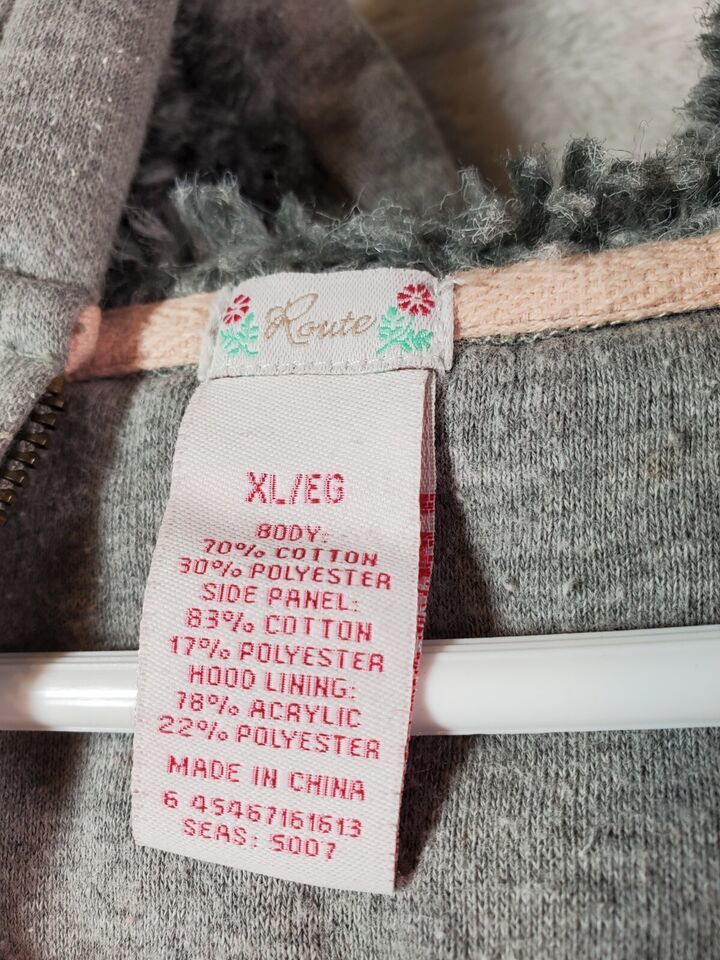 Route
XL/EG
BODY:
70% COTTON
30% POLYESTER
SIDE PANEL:
83% COTTON
17% POLYESTER
HOOD LINING:
78% ACRYLIC
22% POLYESTER
MADE IN CHINA
6 45467161613
SEAS: S007